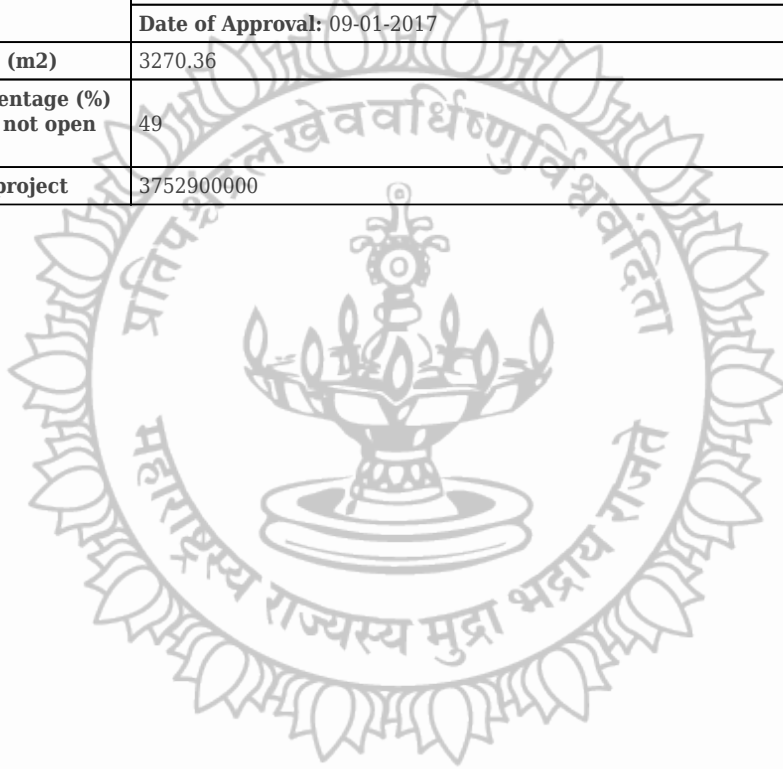 Date of Approval: 09-01-2017
(m2) 3270.36
entage (%)
not open 49
project 3752900000
प्रतिपच्चंद्रलेखेववर्धिष्णुर्विश्ववंदिता
महाराष्ट्रस्य राज्यस्य मुद्रा भद्राय राजते